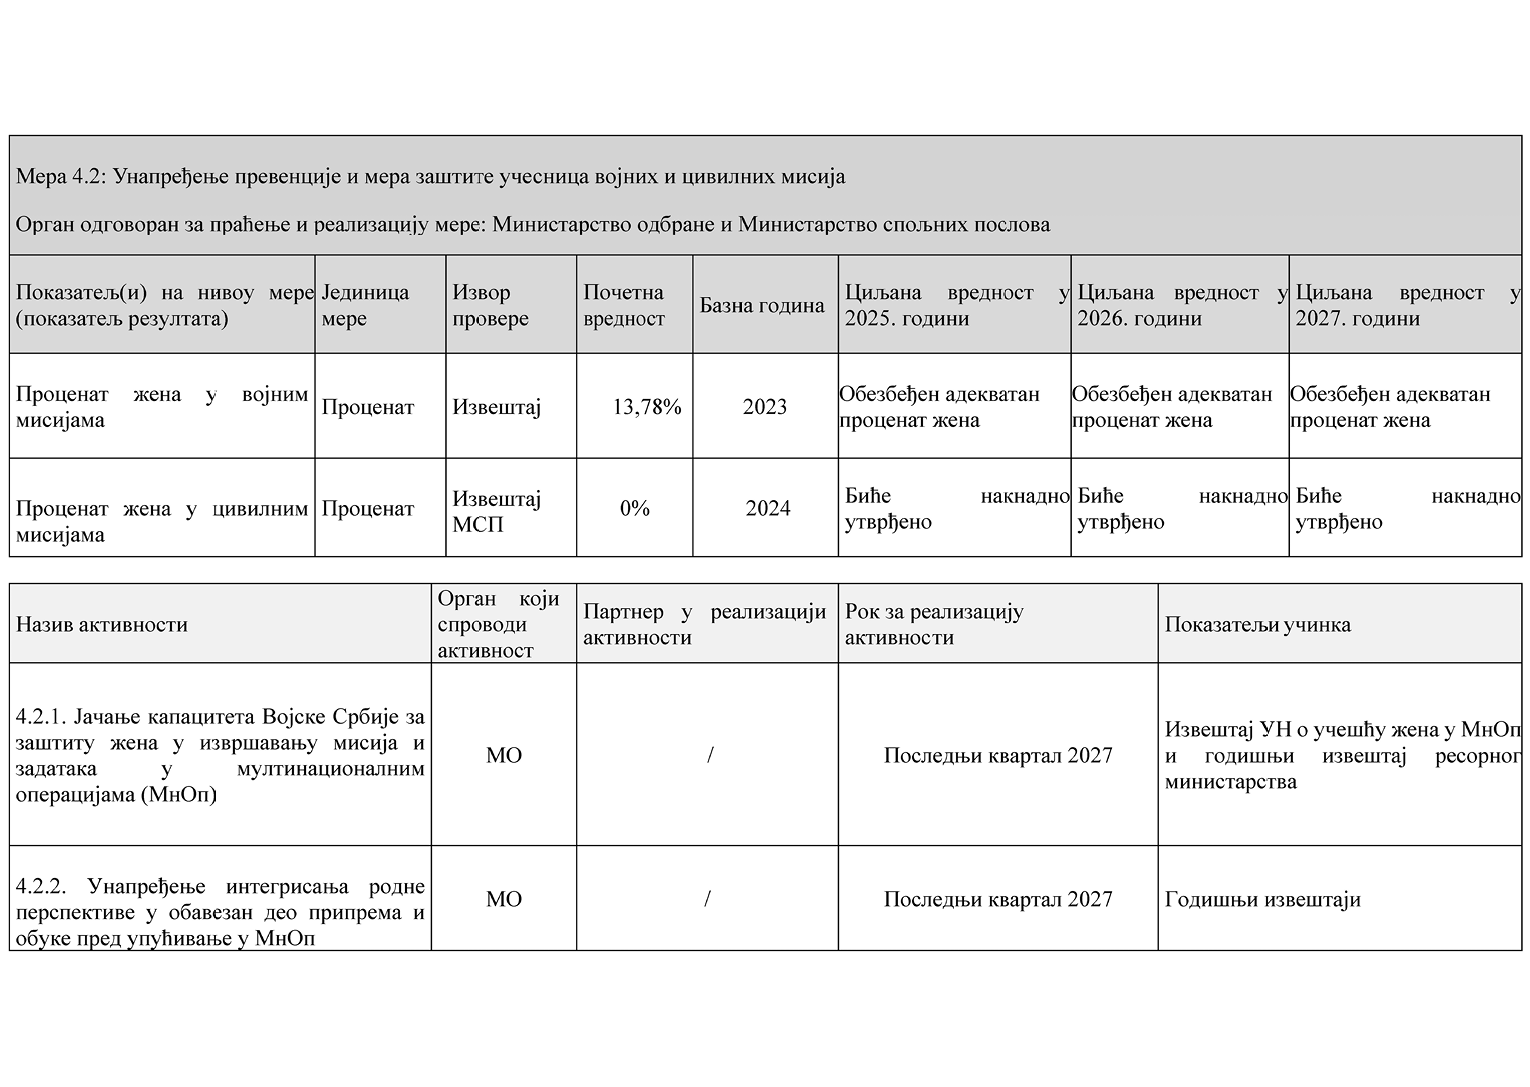 Мера 4.2: Унапређење превенције и мера заштите учесница војних и цивилних мисија
Орган одговоран за праћење и реализацију мере: Министарство одбране и Министарство спољних послова
Показатељ(и) на нивоу мере
(показатељ резултата)
Јединица
мере
Извор
провере
Почетна
вредност
Базна година
Циљана вредност у
2025. години
Циљана вредност у
2026. години
Циљана вредност у
2027. години
Проценат жена у војним
мисијама
Проценат
Извештај
13,78%
2023
Обезбеђен адекватан
проценат жена
Обезбеђен адекватан
проценат жена
Обезбеђен адекватан
проценат жена
Проценат жена у цивилним
мисијама
Проценат
Извештај
МСП
0%
2024
Биће накнадно
утврђено
Биће накнадно
утврђено
Биће накнадно
утврђено
Назив активности
Орган који
спроводи
активност
Партнер у реализацији
активности
Рок за реализацију
активности
Показатељи учинка
4.2.1. Јачање капацитета Војске Србије за
заштиту жена у извршавању мисија и
задатака у мултинационалним
операцијама (МнОп)
МО
/
Последњи квартал 2027
Извештај УН о учешћу жена у МнОп
и годишњи извештај ресорног
министарства
4.2.2. Унапређење интегрисања родне
перспективе у обавезан део припрема и
обуке пред упућивање у МнОп
МО
/
Последњи квартал 2027
Годишњи извештаји